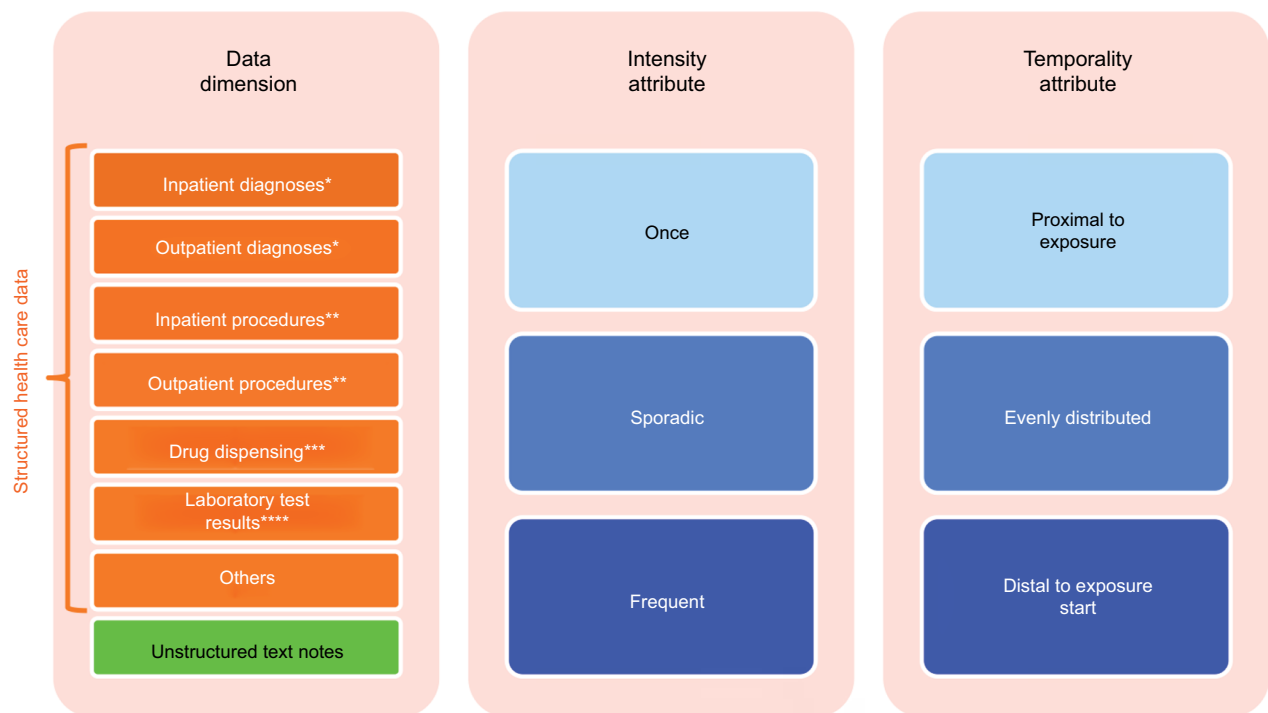 Structured health care data
Data
dimension
Inpatient diagnoses*
Outpatient diagnoses*
Inpatient procedures**
Outpatient procedures**
Drug dispensing***
Laboratory test
results****
Others
Unstructured text notes
Intensity
attribute
Once
Sporadic
Frequent
Temporality
attribute
Proximal to
exposure
Evenly distributed
Distal to exposure
start